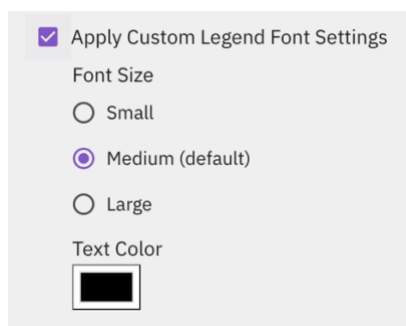 Apply Custom Legend Font Settings
Font Size
Small
Medium (default)
Large
Text Color